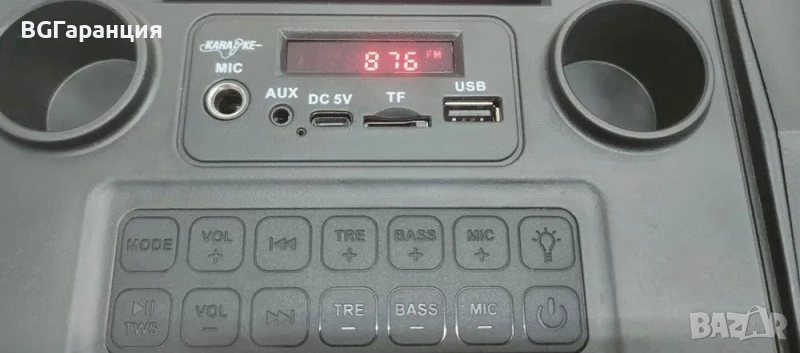 BGГаранция
KARAOKE
876 FM
MIC
AUX
DC 5V
TF
USB
MODE
VOL +
TRE +
BASS +
MIC +
TWS
VOL −
TRE −
BASS −
MIC −
BAZAR